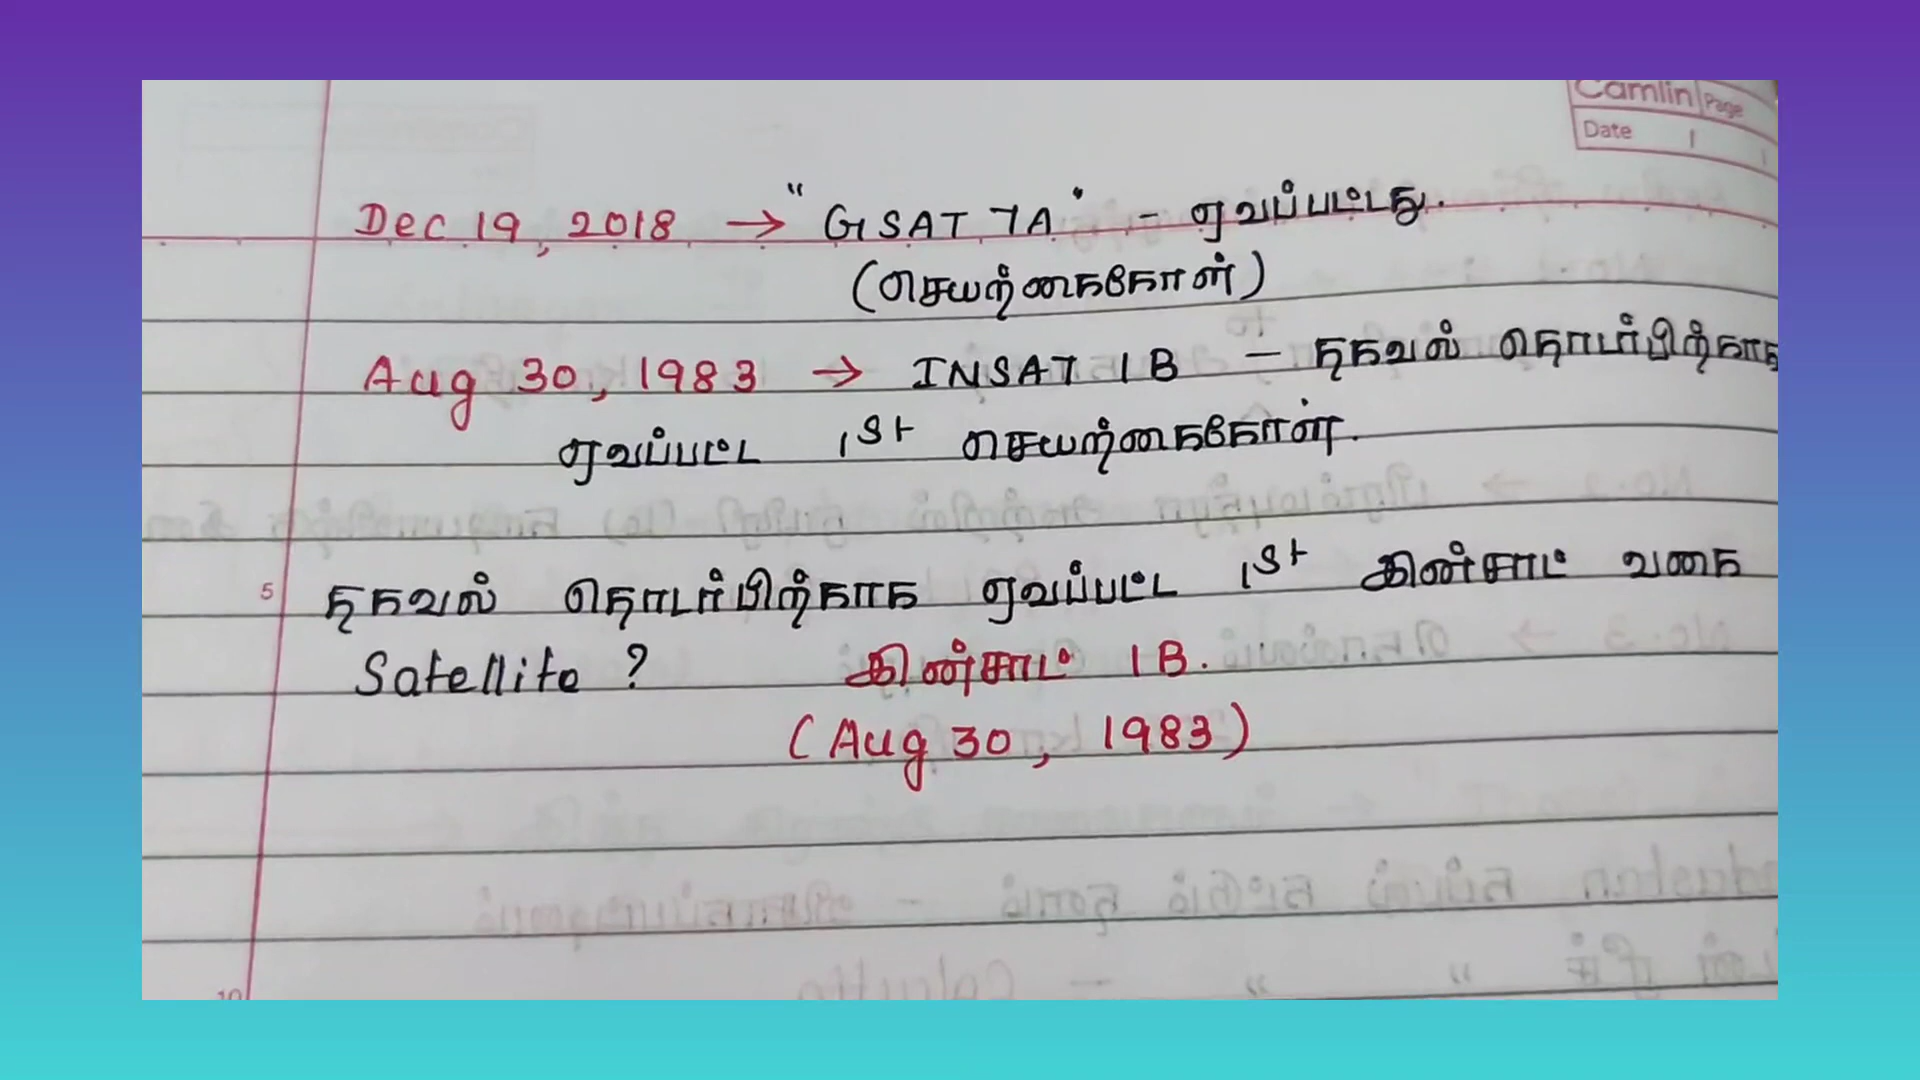 Camlin Page
Date
Dec 19, 2018 → "GSAT 7A" - ஏவப்பட்டது.
(செயற்கைகோள்)
Aug 30, 1983 → INSAT 1B - தகவல் தொடர்பிற்காக
ஏவப்பட்ட 1st செயற்கைகோள்.
5
தகவல் தொடர்பிற்காக ஏவப்பட்ட 1st இன்சாட் வகை
Satellite ? இன்சாட் 1B.
(Aug 30, 1983)
10